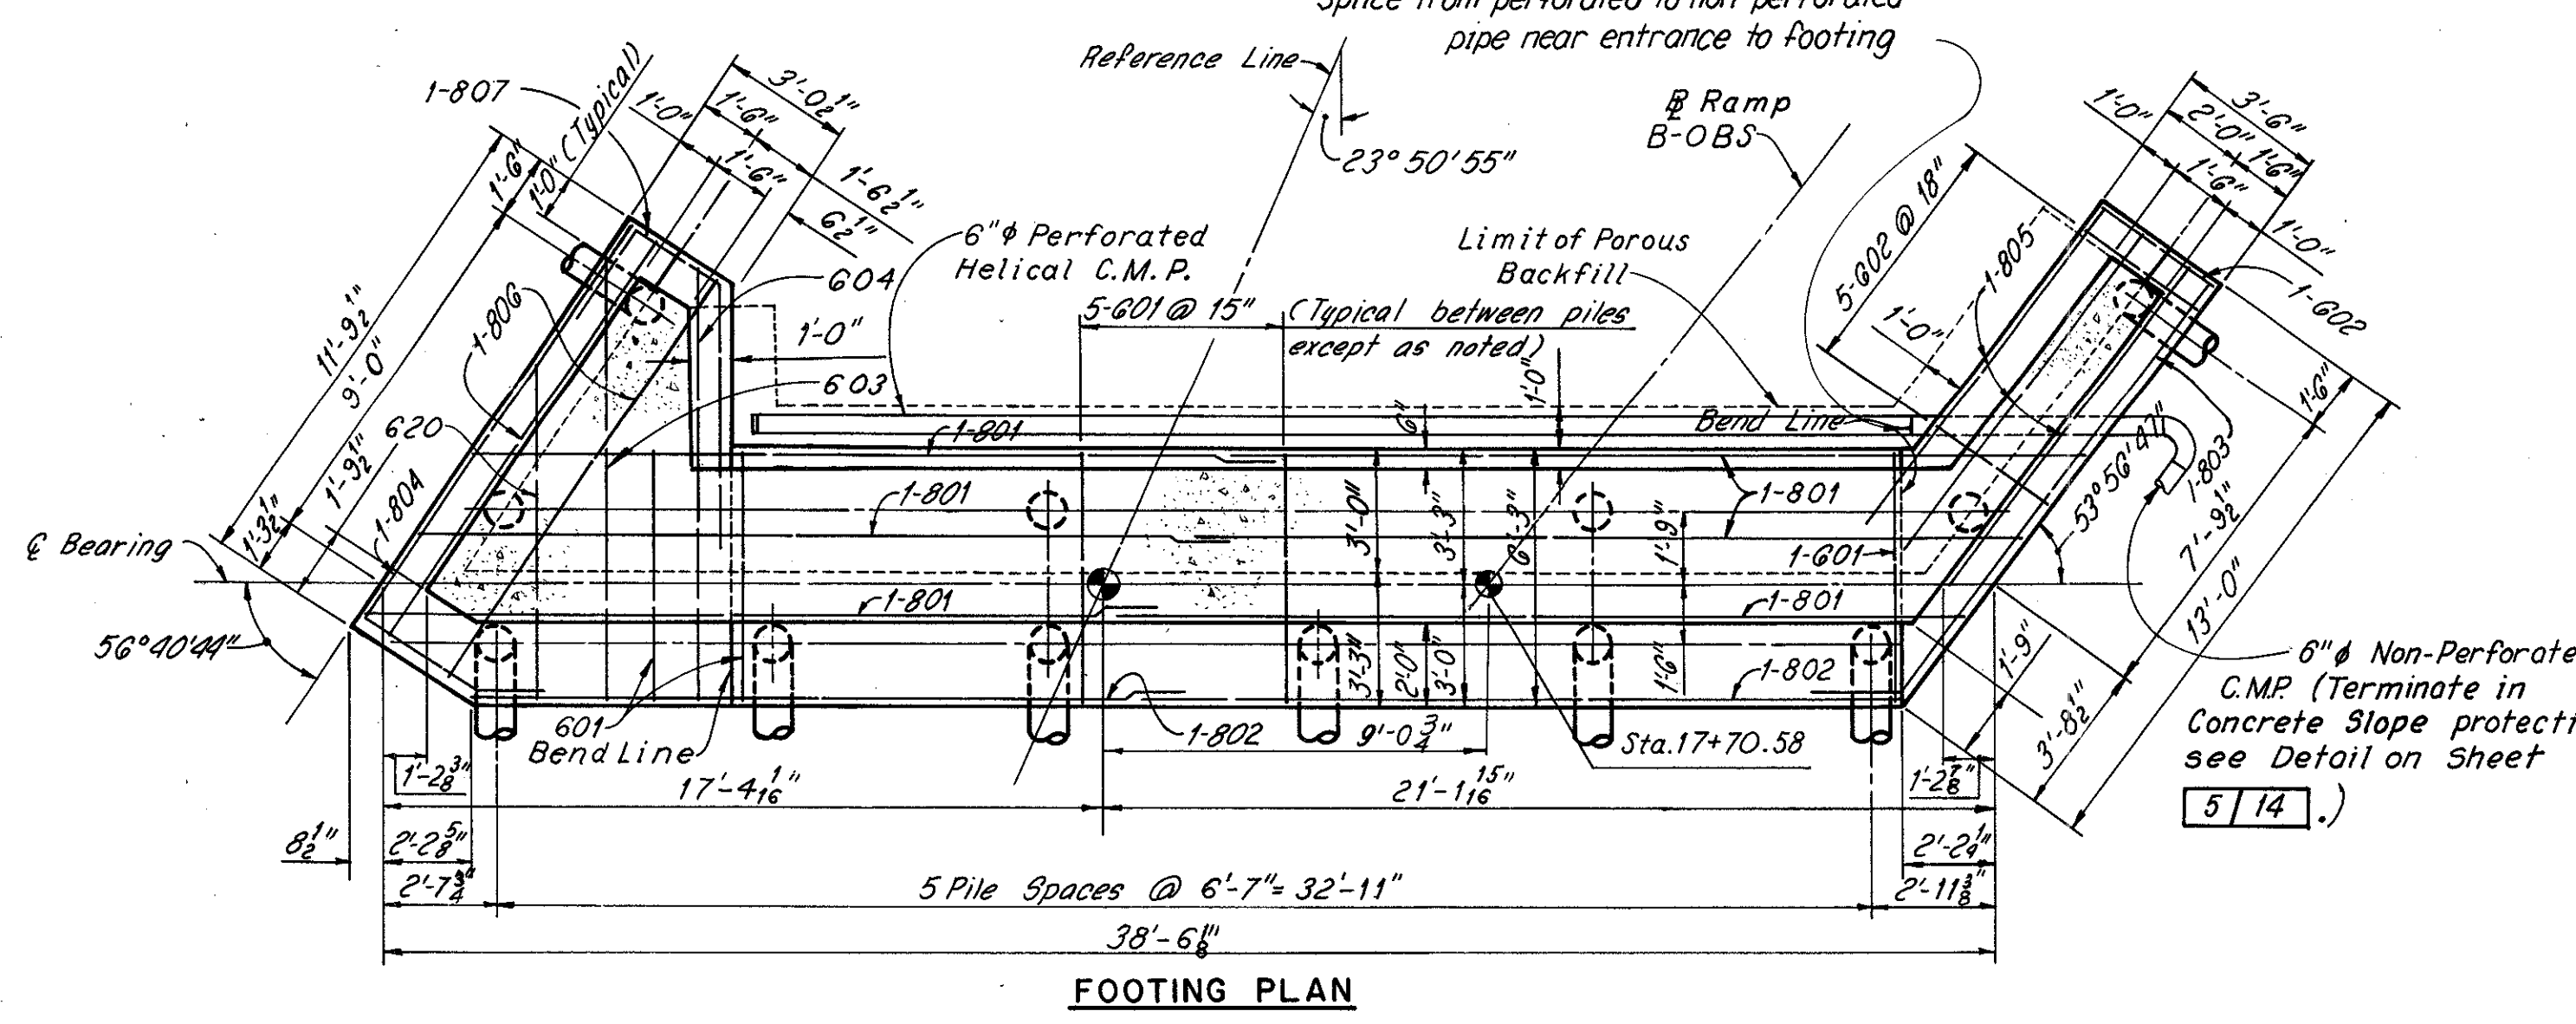 Splice from perforated to non-perforated
pipe near entrance to footing
Reference Line
23° 50' 55"
℄ Ramp
B-OBS
1-807
1'-0" (Typical)
3'-0½"
1'-6"
1'-0"
1'-6"
1'-6½"
6½"
1'-6"
11'-9½"
9'-0"
1'-9½"
1'-3½"
1-806
620
1-804
604
603
1'-0"
6"ϕ Perforated
Helical C.M.P.
5-601 @ 15"
(Typical between piles
except as noted)
Limit of Porous
Backfill
5-602 @ 18"
1-805
1'-0"
3'-6"
2'-0"
1'-0"
1'-6"
1'-6"
1'-0"
1-602
1'-6"
1-803
53° 56' 47"
7'-9½"
13'-0"
1'-9"
3'-8½"
Bend Line
1-801
1-801
1-801
1-801
1-801
6"
1'-0"
3'-0"
3'-3"
6'-3"
1'-9"
1-601
℄ Bearing
56° 40' 44"
3'-3"
2'-0"
3'-0"
1'-6"
1-802
1-802
601
Bend Line
9'-0¾"
Sta. 17+70.58
6"ϕ Non-Perforate
C.M.P. (Terminate in
Concrete Slope protecti
see Detail on Sheet
5 / 14 .)
1'-2⅜"
17'-4 1/16"
21'-1 15/16"
1'-2⅞"
8½"
2'-2⅝"
2'-2¼"
2'-7¾"
5 Pile Spaces @ 6'-7" = 32'-11"
2'-11⅜"
38'-6⅛"
FOOTING PLAN